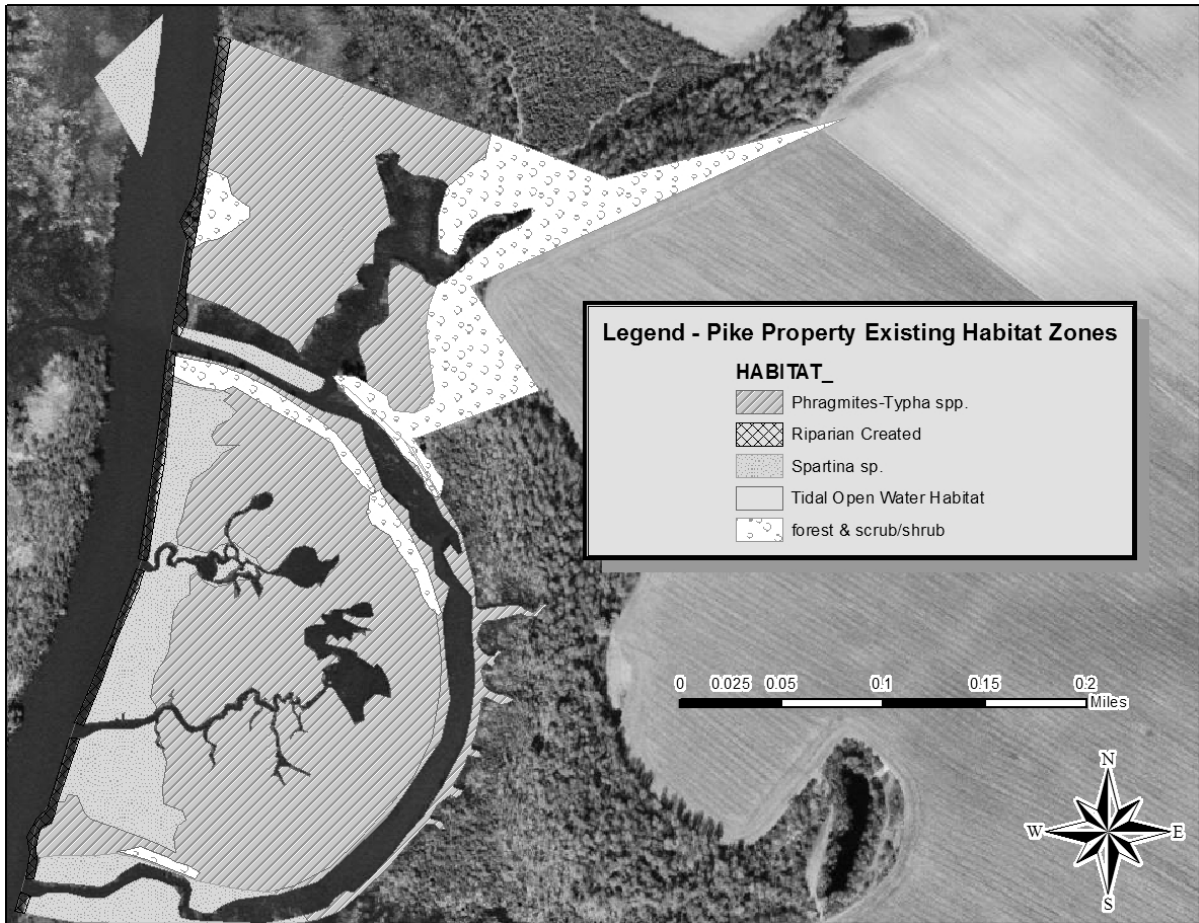 Legend - Pike Property Existing Habitat Zones
HABITAT_
Phragmites-Typha spp.
Riparian Created
Spartina sp.
Tidal Open Water Habitat
forest & scrub/shrub
0 0.025 0.05 0.1 0.15 0.2
Miles
N
W E
S